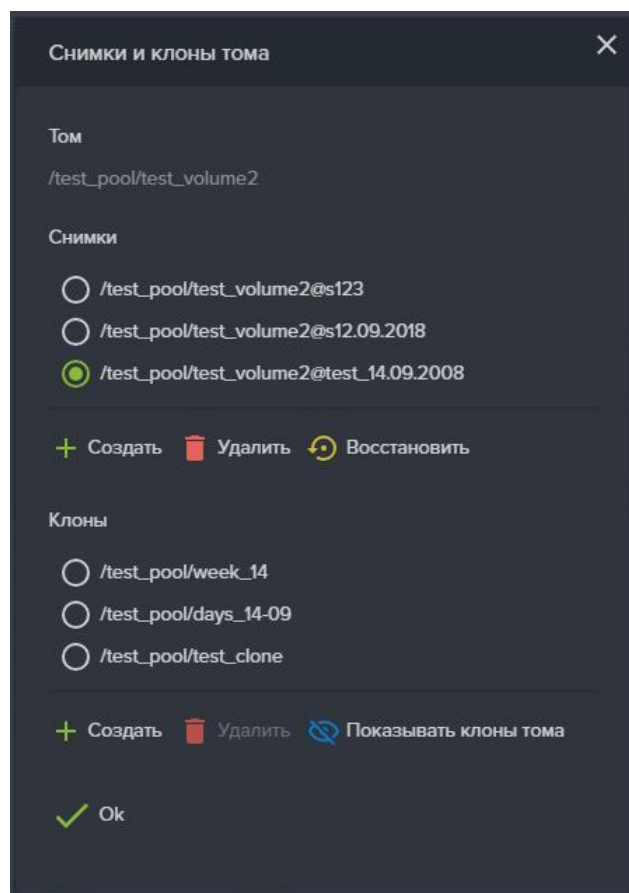 Снимки и клоны тома
Том
/test_pool/test_volume2
Снимки
/test_pool/test_volume2@s123
/test_pool/test_volume2@s12.09.2018
/test_pool/test_volume2@test_14.09.2008
Создать Удалить Восстановить
Клоны
/test_pool/week_14
/test_pool/days_14-09
/test_pool/test_clone
Создать Удалить Показывать клоны тома
Ok